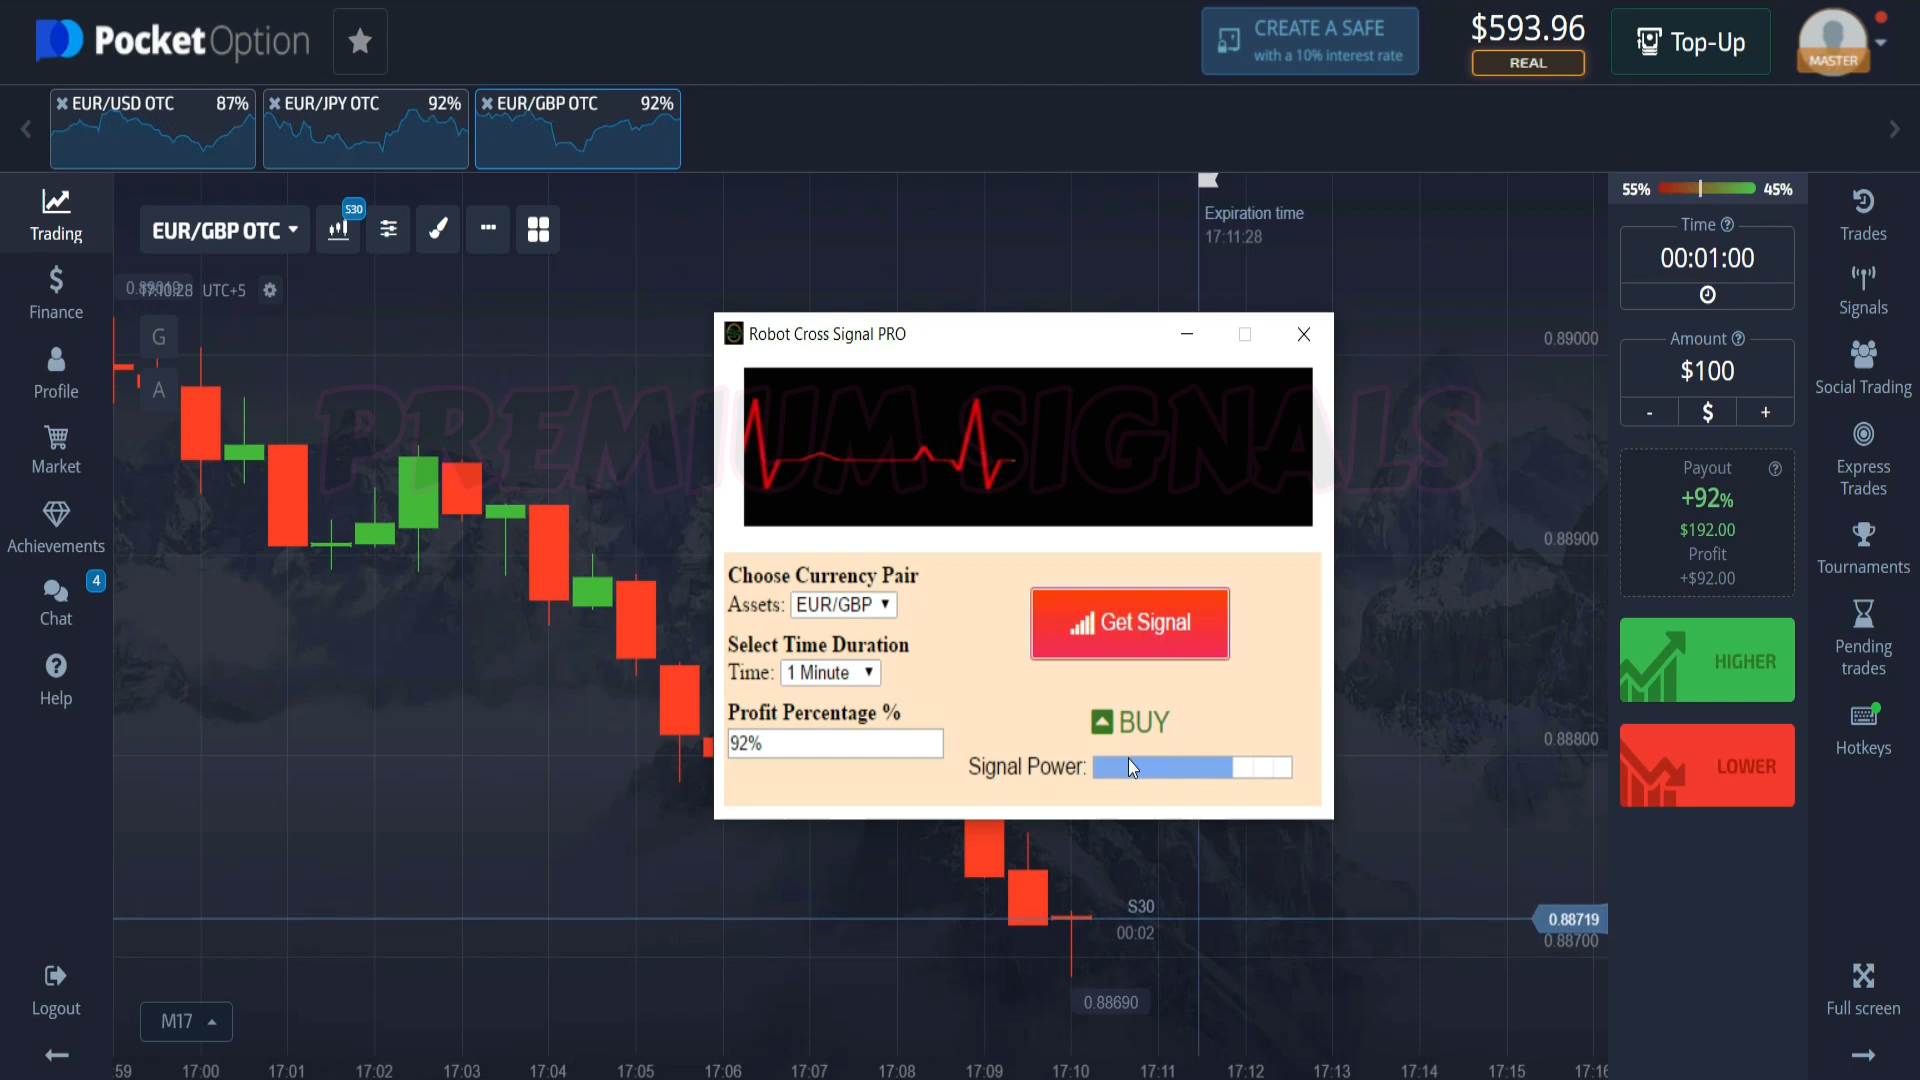 PocketOption
CREATE A SAFE
with a 10% interest rate
$593.96
REAL
Top-Up
MASTER
EUR/USD OTC 87%
EUR/JPY OTC 92%
EUR/GBP OTC 92%
Trading
Finance
Profile
Market
Achievements
4
Chat
Help
Logout
EUR/GBP OTC
S30
17:10:28 UTC+5
G
A
Expiration time
17:11:28
PREMIUM SIGNALS
Robot Cross Signal PRO
Choose Currency Pair
Assets: EUR/GBP
Select Time Duration
Time: 1 Minute
Profit Percentage %
92%
Get Signal
BUY
Signal Power:
0.89000
0.88900
0.88800
0.88719
0.88700
S30
00:02
0.88690
M17
59 17:00 17:01 17:02 17:03 17:04 17:05 17:06 17:07 17:08 17:09 17:10 17:11 17:12 17:13 17:14 17:15
55% 45%
Time
00:01:00
Amount
$100
- $ +
Payout
+92%
$192.00
Profit
+$92.00
HIGHER
LOWER
Trades
Signals
Social Trading
Express
Trades
Tournaments
Pending
trades
Hotkeys
Full screen